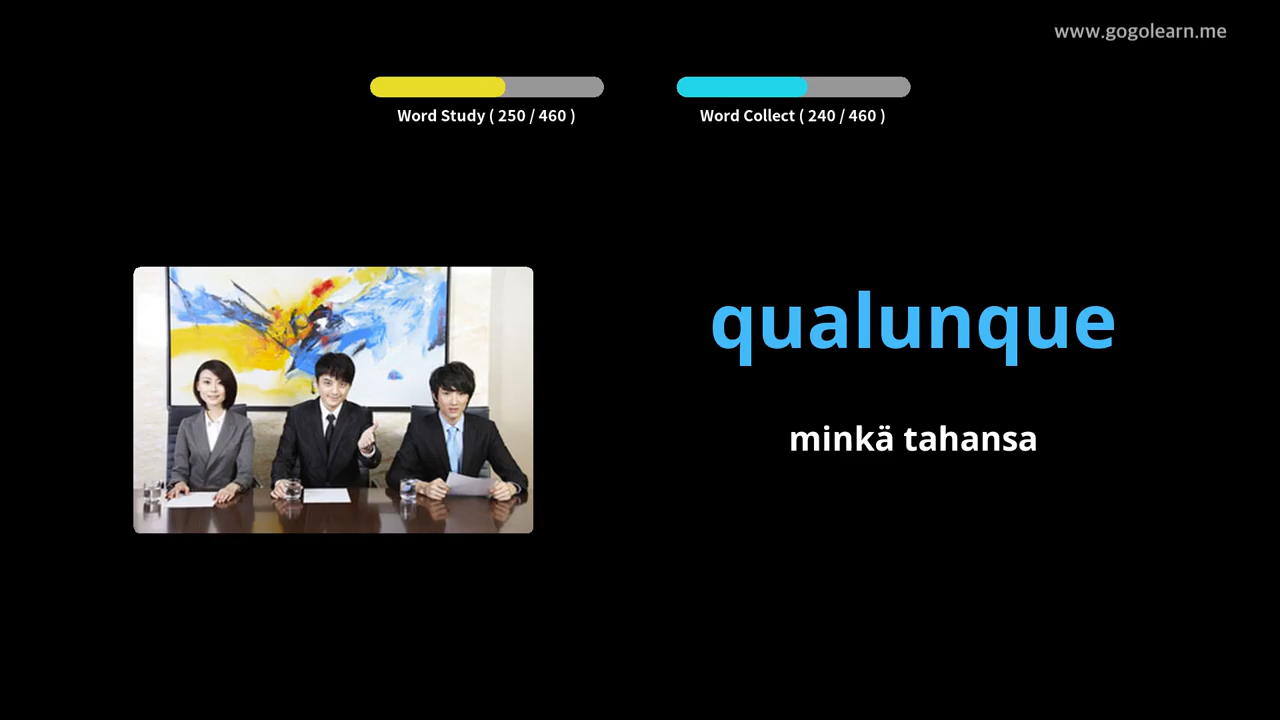 www.gogolearn.me
Word Study ( 250 / 460 )
Word Collect ( 240 / 460 )
qualunque
minkä tahansa